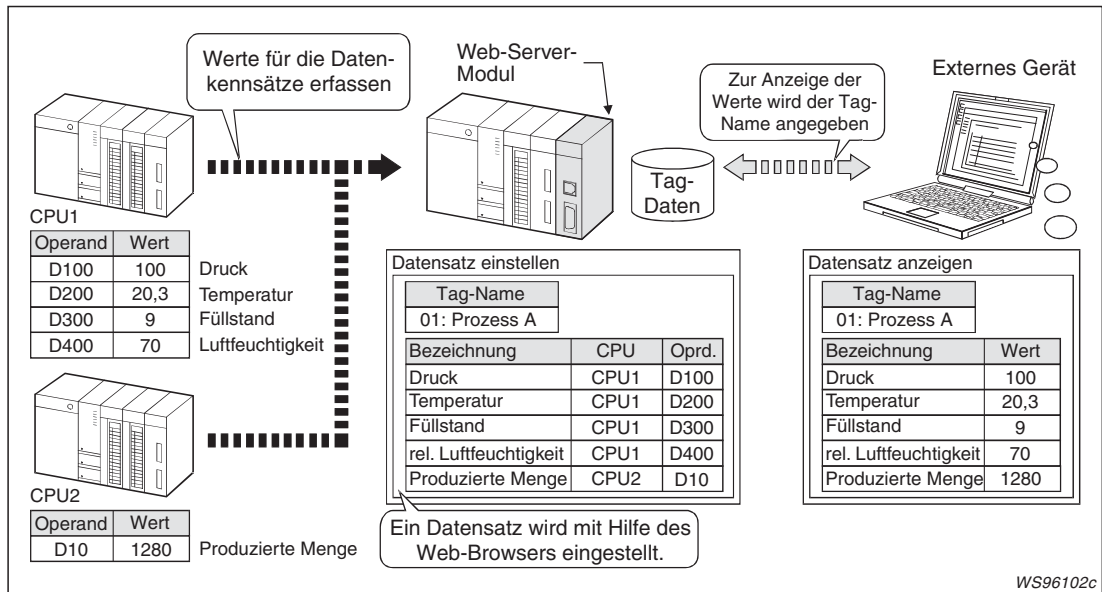 Werte für die Daten-
kennsätze erfassen
Web-Server-
Modul
Zur Anzeige der
Werte wird der Tag-
Name angegeben
Externes Gerät
Tag-
Daten
CPU1
Operand Wert
D100 100 Druck
D200 20,3 Temperatur
D300 9 Füllstand
D400 70 Luftfeuchtigkeit
CPU2
Operand Wert
D10 1280 Produzierte Menge
Datensatz einstellen
Tag-Name
01: Prozess A
Bezeichnung CPU Oprd.
Druck CPU1 D100
Temperatur CPU1 D200
Füllstand CPU1 D300
rel. Luftfeuchtigkeit CPU1 D400
Produzierte Menge CPU2 D10
Ein Datensatz wird mit Hilfe des
Web-Browsers eingestellt.
Datensatz anzeigen
Tag-Name
01: Prozess A
Bezeichnung Wert
Druck 100
Temperatur 20,3
Füllstand 9
rel. Luftfeuchtigkeit 70
Produzierte Menge 1280
WS96102c